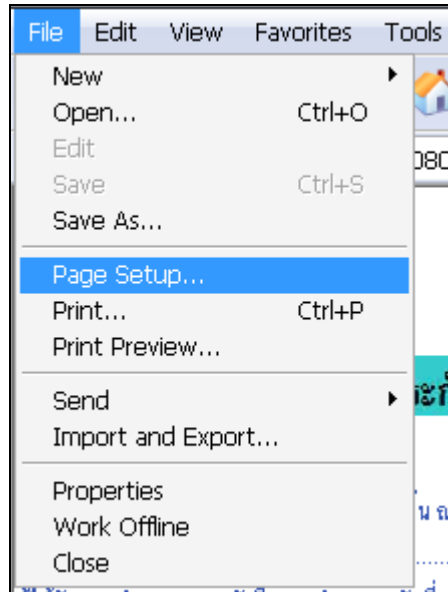 File Edit View Favorites Tools
New
Open... Ctrl+O
Edit
080
Save Ctrl+S
Save As...
Page Setup...
Print... Ctrl+P
Print Preview...
Send
Import and Export...
Properties
Work Offline
Close